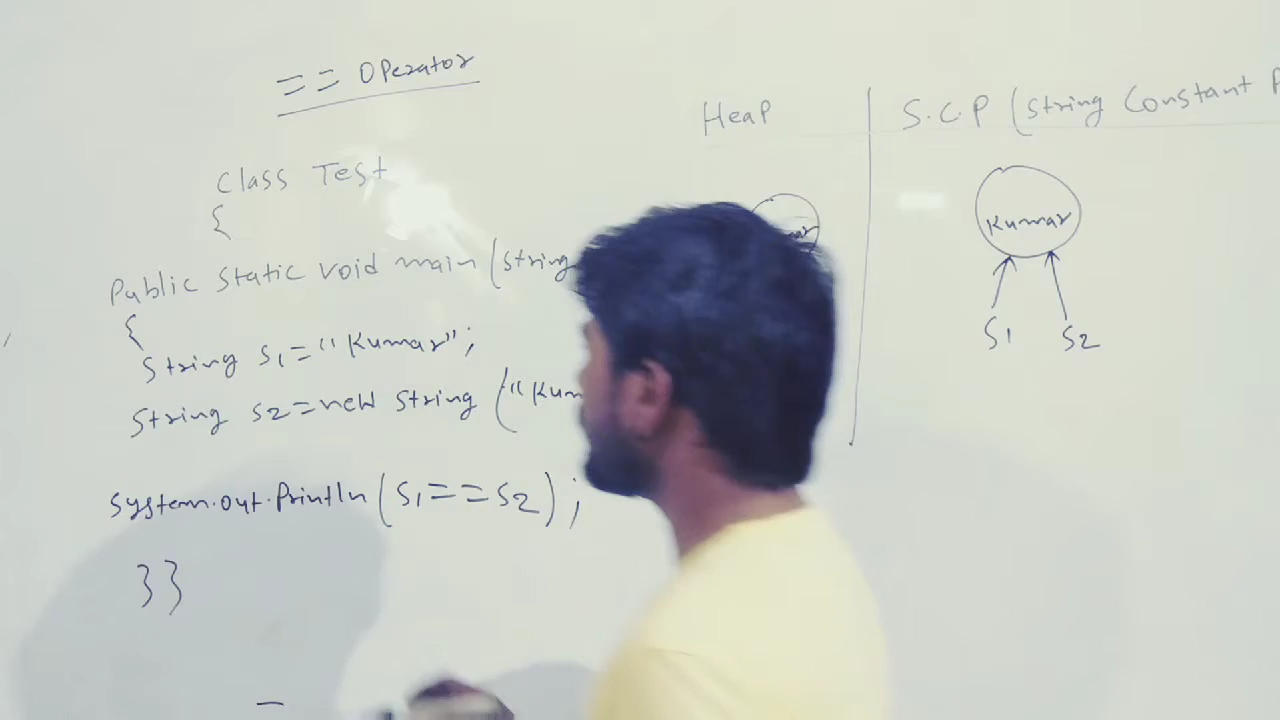 == Operator
Class Test
{
Public Static void main (String
{
String s1="Kumar";
String s2=new String ("Kum
System.out.Println (s1==s2);
}}
Heap
S.C.P (String Constant P
Kumar
S1 S2